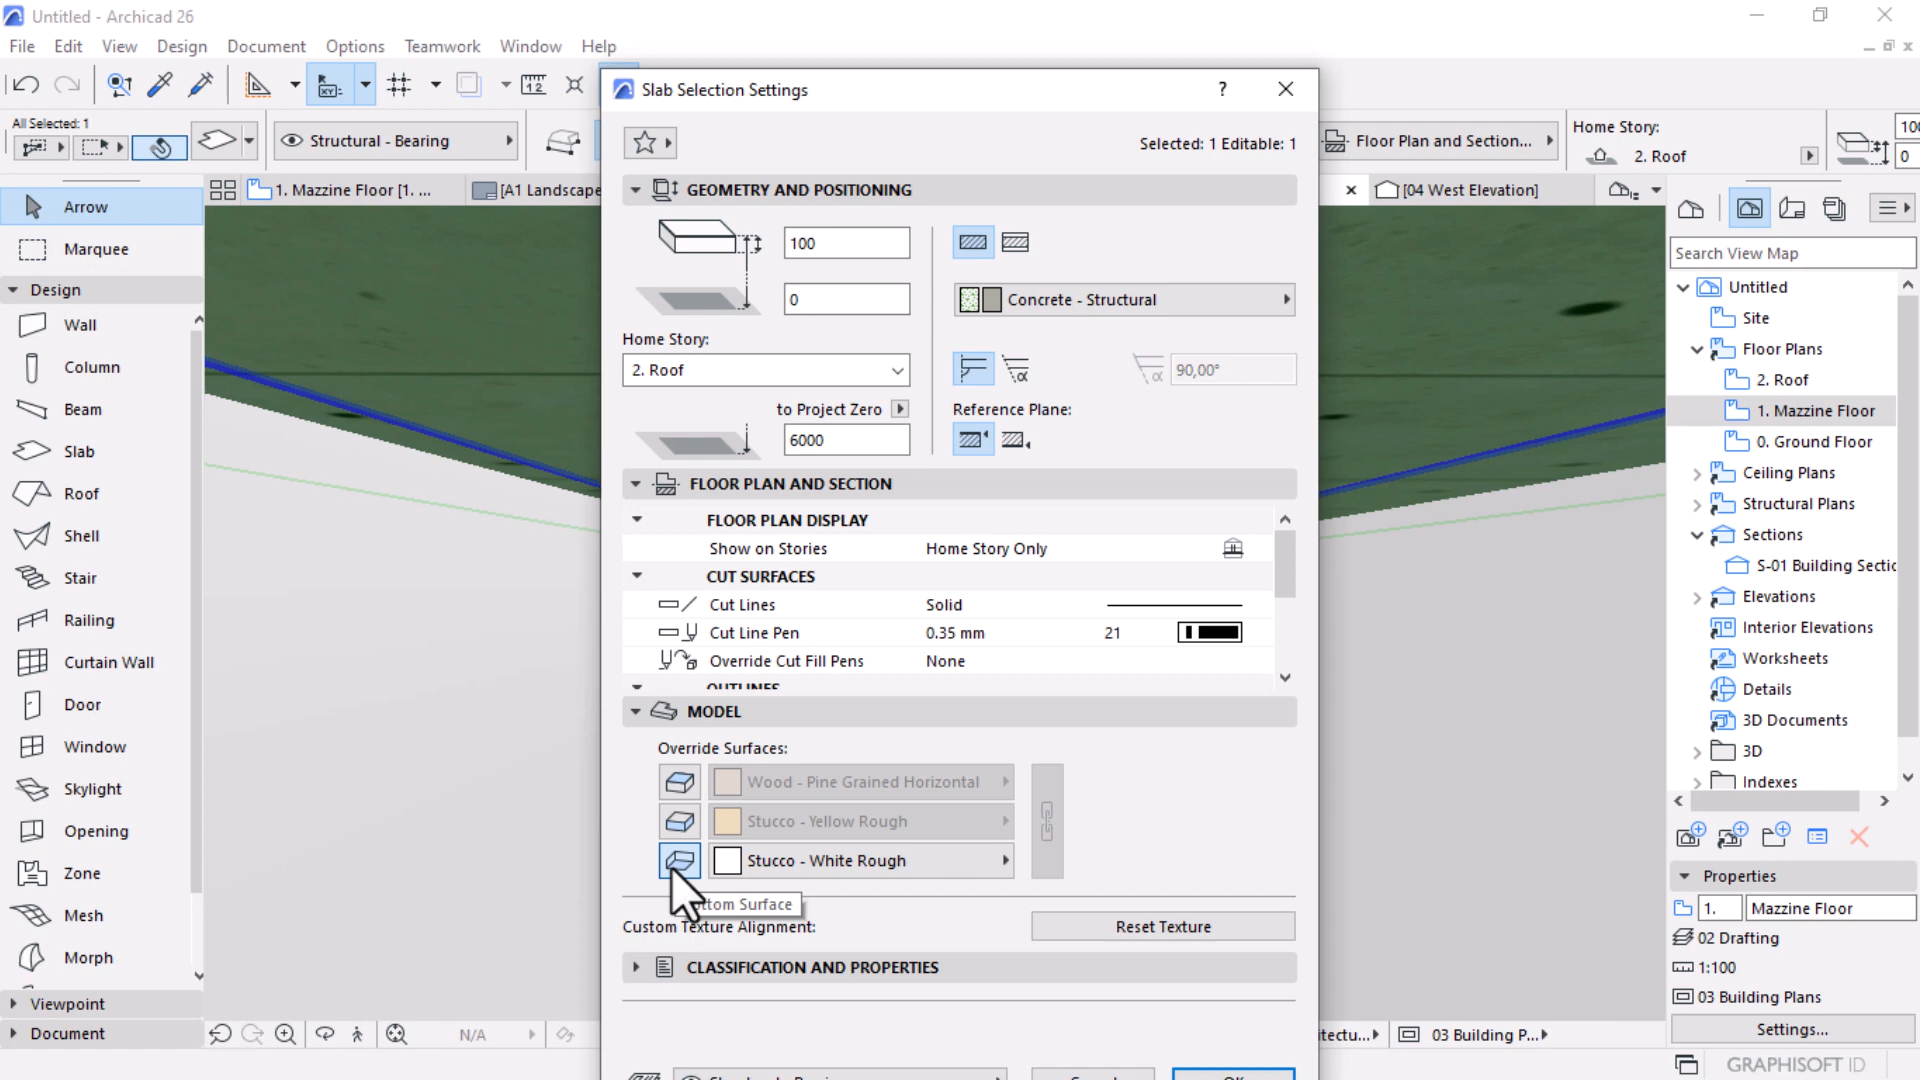 Untitled - Archicad 26
File Edit View Design Document Options Teamwork Window Help
All Selected: 1
Structural - Bearing
Floor Plan and Section...
Home Story:
2. Roof
100
0
1. Mazzine Floor [1. ...
[A1 Landscape
[04 West Elevation]
Arrow
Marquee
Design
Wall
Column
Beam
Slab
Roof
Shell
Stair
Railing
Curtain Wall
Door
Window
Skylight
Opening
Zone
Mesh
Morph
Viewpoint
Document
Slab Selection Settings
?
Selected: 1 Editable: 1
GEOMETRY AND POSITIONING
100
0
Concrete - Structural
Home Story:
2. Roof
90,00°
to Project Zero
Reference Plane:
6000
FLOOR PLAN AND SECTION
FLOOR PLAN DISPLAY
Show on Stories Home Story Only
CUT SURFACES
Cut Lines Solid
Cut Line Pen 0.35 mm 21
Override Cut Fill Pens None
OUTLINES
MODEL
Override Surfaces:
Wood - Pine Grained Horizontal
Stucco - Yellow Rough
Stucco - White Rough
ttom Surface
Custom Texture Alignment:
Reset Texture
CLASSIFICATION AND PROPERTIES
Search View Map
Untitled
Site
Floor Plans
2. Roof
1. Mazzine Floor
0. Ground Floor
Ceiling Plans
Structural Plans
Sections
S-01 Building Sectic
Elevations
Interior Elevations
Worksheets
Details
3D Documents
3D
Indexes
Properties
1. Mazzine Floor
02 Drafting
1:100
03 Building Plans
Settings...
N/A
itectu...
03 Building P...
GRAPHISOFT ID